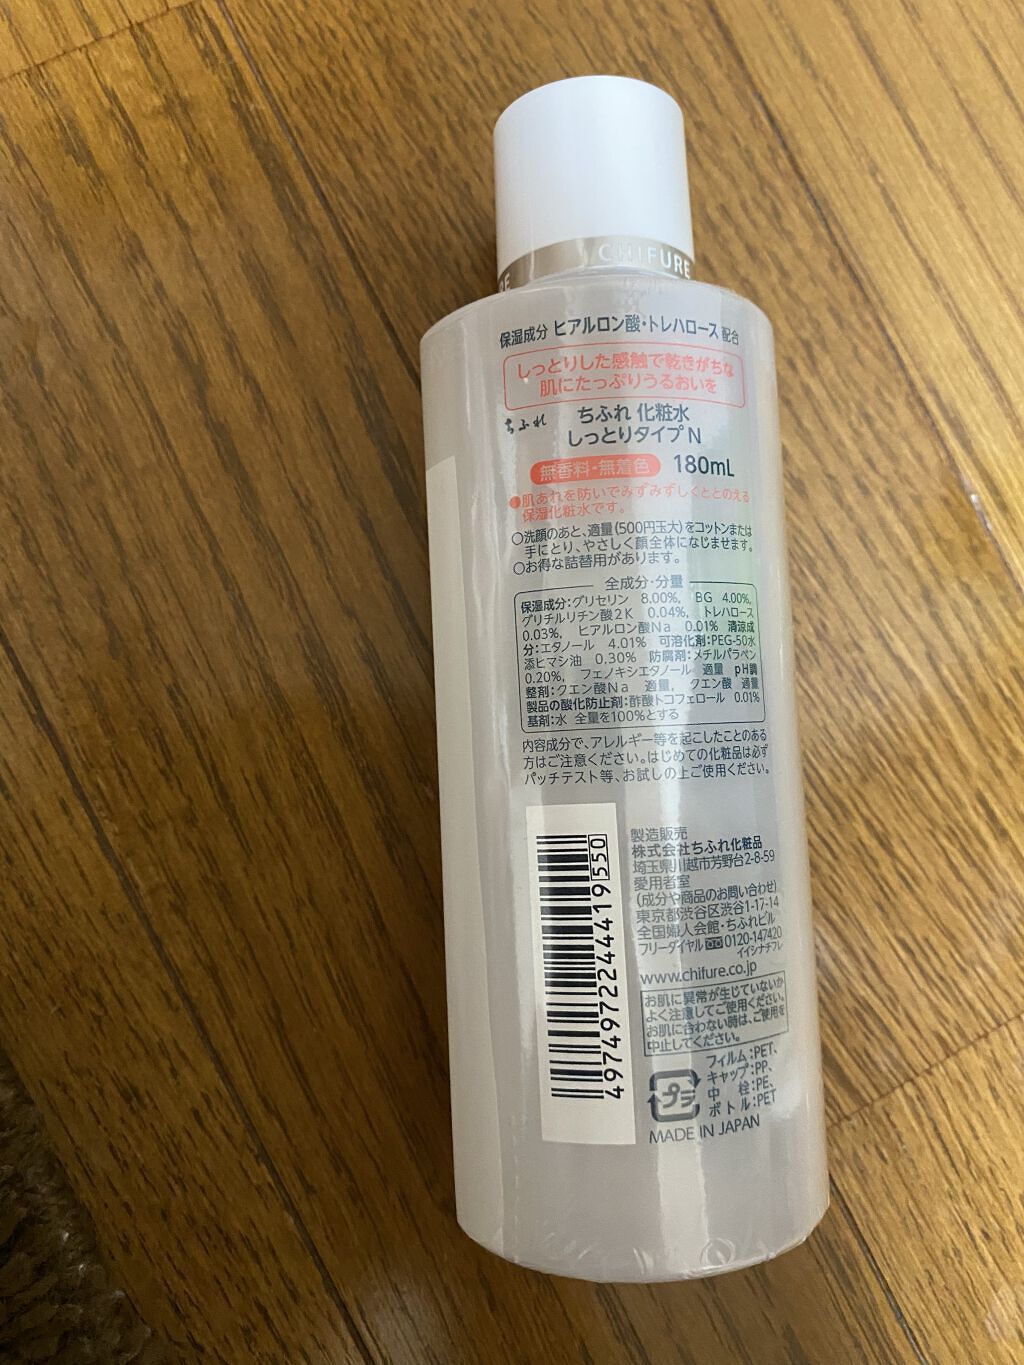 CHIFURE
RE
保湿成分 ヒアルロン酸・トレハロース 配合
しっとりした感触で乾きがちな
肌にたっぷりうるおいを
ちふれ
ちふれ 化粧水
しっとりタイプ N
無香料・無着色 180mL
●肌あれを防いでみずみずしくととのえる
保湿化粧水です。
○洗顔のあと、適量(500円玉大)をコットンまたは
手にとり、やさしく顔全体になじませます。
○お得な詰替用があります。
全成分・分量
保湿成分:グリセリン 8.00%, BG 4.00%,
グリチルリチン酸2K 0.04%, トレハロース
0.03%, ヒアルロン酸Na 0.01% 清涼成
分:エタノール 4.01% 可溶化剤:PEG-50水
添ヒマシ油 0.30% 防腐剤:メチルパラベン
0.20%, フェノキシエタノール 適量 pH調
整剤:クエン酸Na 適量, クエン酸 適量
製品の酸化防止剤:酢酸トコフェロール 0.01%
基剤:水 全量を100%とする
内容成分で、アレルギー等を起こしたことのある
方はご注意ください。はじめての化粧品は必ず
パッチテスト等、お試しの上ご使用ください。
4974972244419 550
製造販売
株式会社ちふれ化粧品
埼玉県川越市芳野台2-8-59
愛用者室
(成分や商品のお問い合わせ)
東京都渋谷区渋谷1-17-14
全国婦人会館・ちふれビル
フリーダイヤル 0120-147420
イイシナチフレ
www.chifure.co.jp
お肌に異常が生じていないか
よく注意してご使用ください。
お肌に合わない時は、ご使用を
中止してください。
プラ
フィルム:PET、
キャップ:PP、
中 栓:PE、
ボトル:PET
MADE IN JAPAN